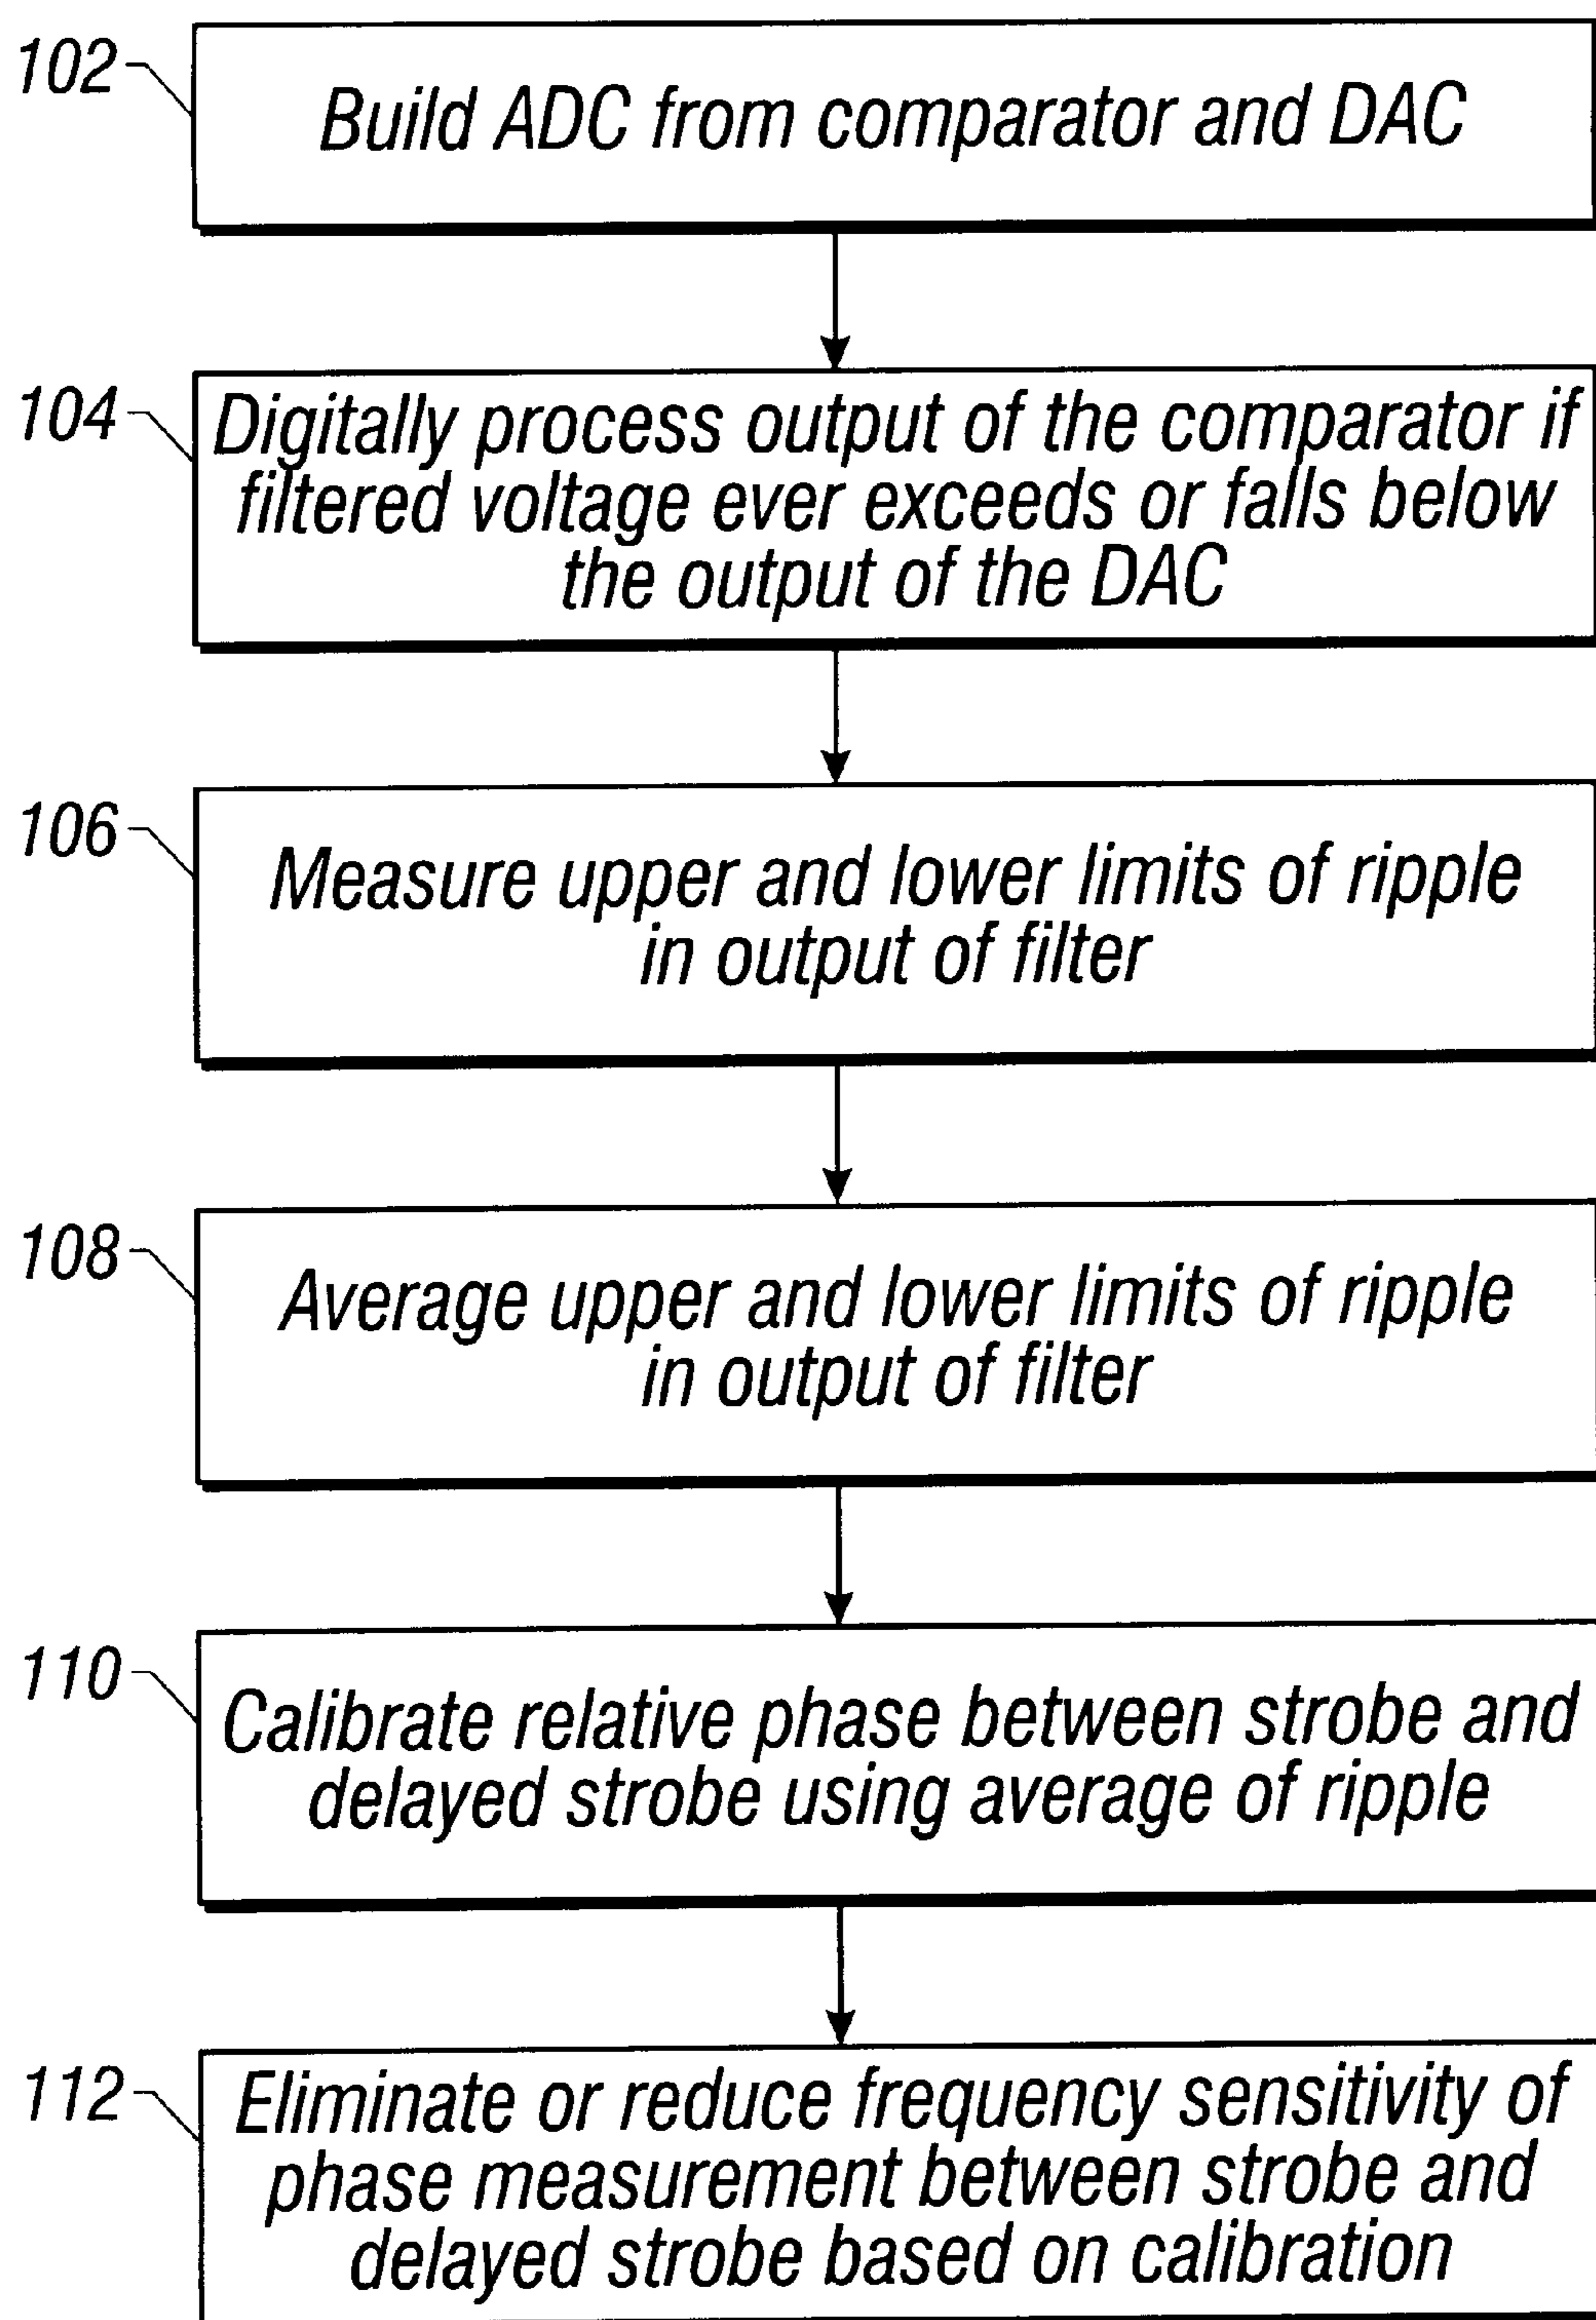 102
Build ADC from comparator and DAC
104
Digitally process output of the comparator if
filtered voltage ever exceeds or falls below
the output of the DAC
106
Measure upper and lower limits of ripple
in output of filter
108
Average upper and lower limits of ripple
in output of filter
110
Calibrate relative phase between strobe and
delayed strobe using average of ripple
112
Eliminate or reduce frequency sensitivity of
phase measurement between strobe and
delayed strobe based on calibration